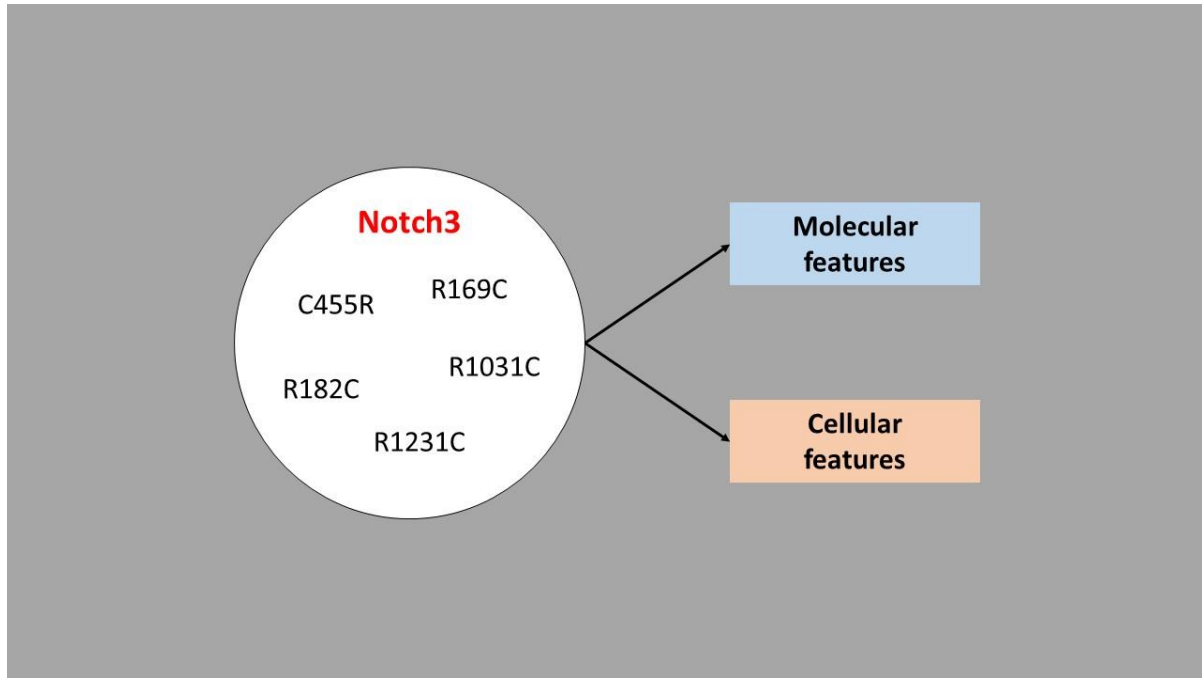 Notch3
C455R
R169C
R182C
R1031C
R1231C
Molecular
features
Cellular
features